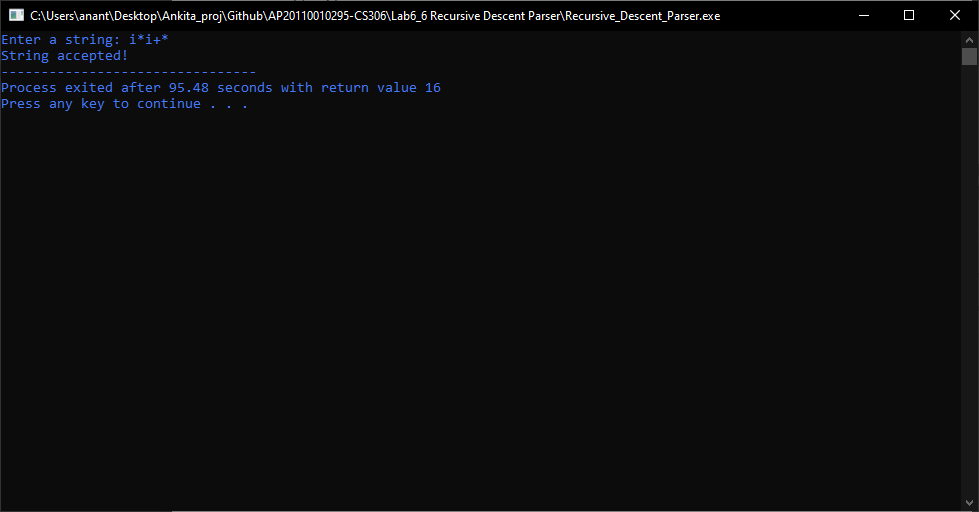 C:\Users\anant\Desktop\Ankita_proj\Github\AP20110010295-CS306\Lab6_6 Recursive Descent Parser\Recursive_Descent_Parser.exe
Enter a string: i*i+*
String accepted!
--------------------------------
Process exited after 95.48 seconds with return value 16
Press any key to continue . . .